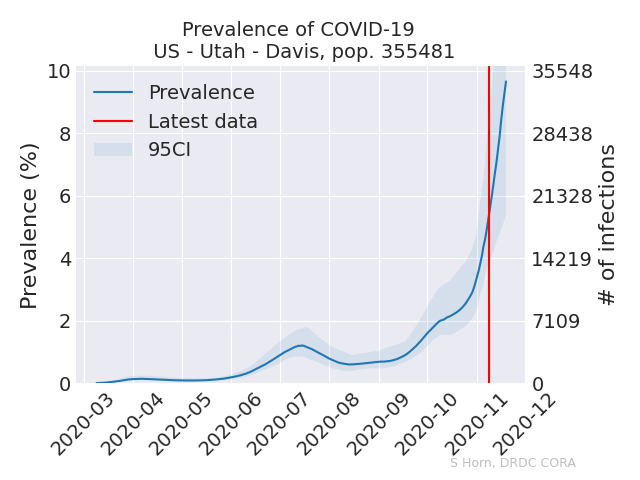 Prevalence of COVID-19
US - Utah - Davis, pop. 355481
Prevalence
Latest data
95CI
Prevalence (%)
10
8
6
4
2
0
35548
28438
21328
14219
7109
0
# of infections
2020-03
2020-04
2020-05
2020-06
2020-07
2020-08
2020-09
2020-10
2020-11
2020-12
S Horn, DRDC CORA